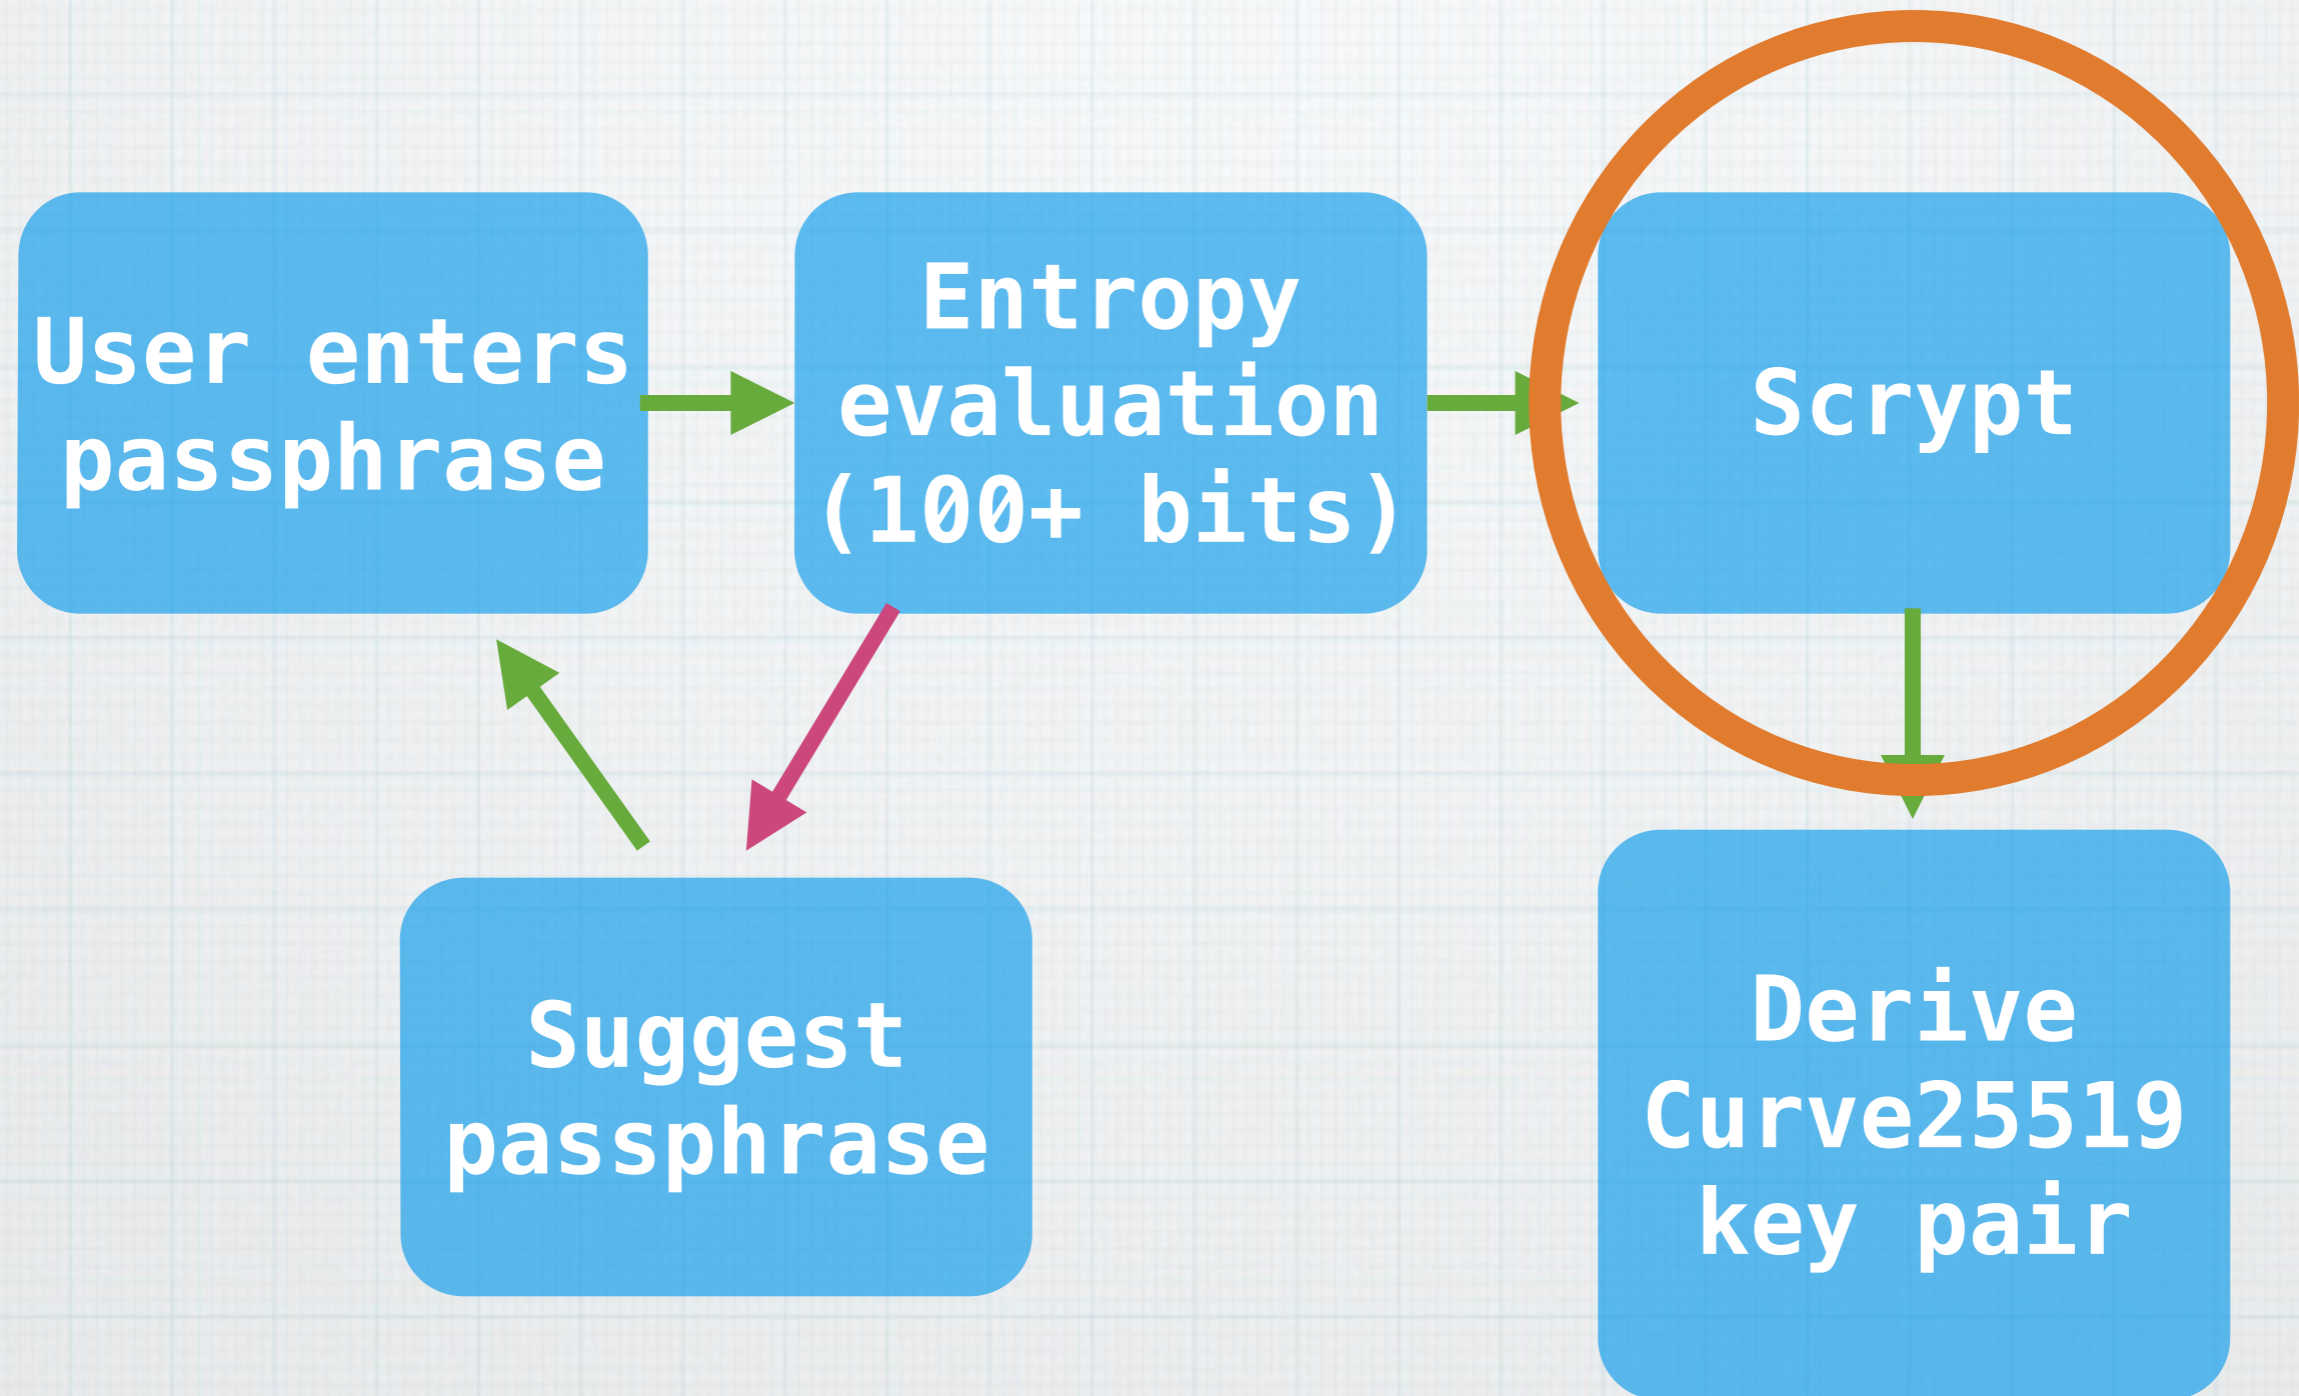 User enters
passphrase
Entropy
evaluation
(100+ bits)
Scrypt
Suggest
passphrase
Derive
Curve25519
key pair